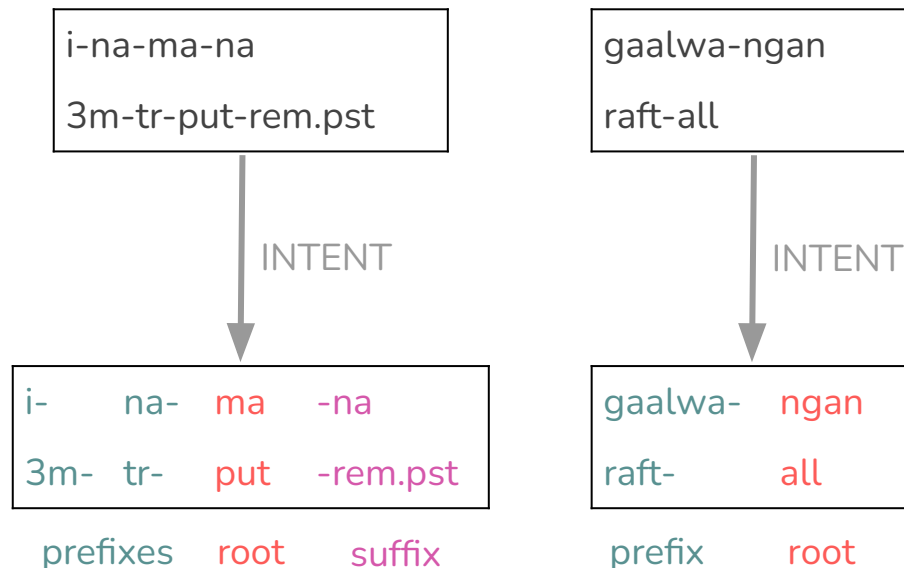 i-na-ma-na
3m-tr-put-rem.pst
INTENT
i- na- ma -na
3m- tr- put -rem.pst
prefixes root suffix
gaalwa-ngan
raft-all
INTENT
gaalwa- ngan
raft- all
prefix root